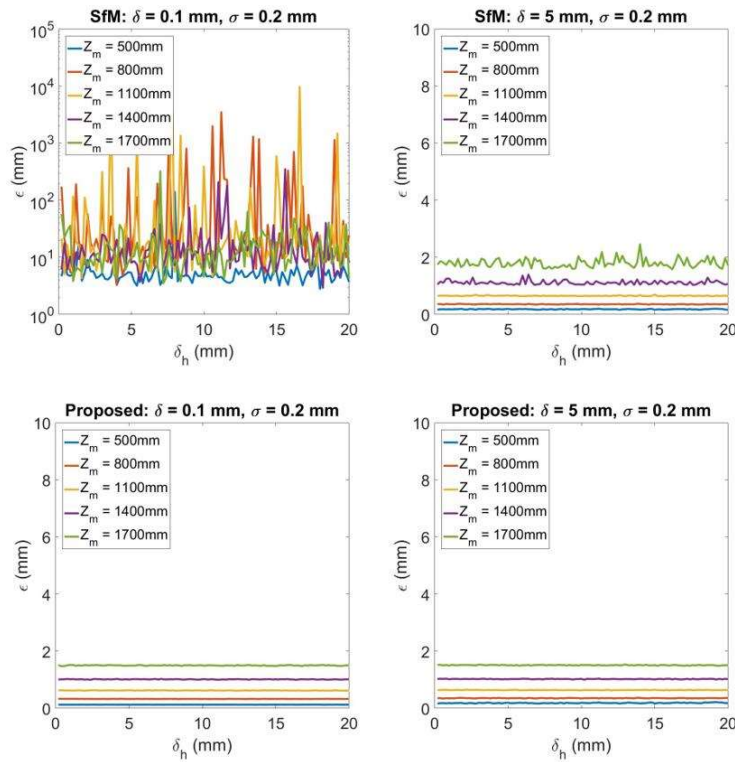 SfM: δ = 0.1 mm, σ = 0.2 mm
10⁵
10⁴
10³
10²
10¹
10⁰
ϵ (mm)
Z_m = 500mm
Z_m = 800mm
Z_m = 1100mm
Z_m = 1400mm
Z_m = 1700mm
0 5 10 15 20
δ_h (mm)
SfM: δ = 5 mm, σ = 0.2 mm
10
8
6
4
2
0
ϵ (mm)
Z_m = 500mm
Z_m = 800mm
Z_m = 1100mm
Z_m = 1400mm
Z_m = 1700mm
0 5 10 15 20
δ_h (mm)
Proposed: δ = 0.1 mm, σ = 0.2 mm
10
8
6
4
2
0
ϵ (mm)
Z_m = 500mm
Z_m = 800mm
Z_m = 1100mm
Z_m = 1400mm
Z_m = 1700mm
0 5 10 15 20
δ_h (mm)
Proposed: δ = 5 mm, σ = 0.2 mm
10
8
6
4
2
0
ϵ (mm)
Z_m = 500mm
Z_m = 800mm
Z_m = 1100mm
Z_m = 1400mm
Z_m = 1700mm
0 5 10 15 20
δ_h (mm)